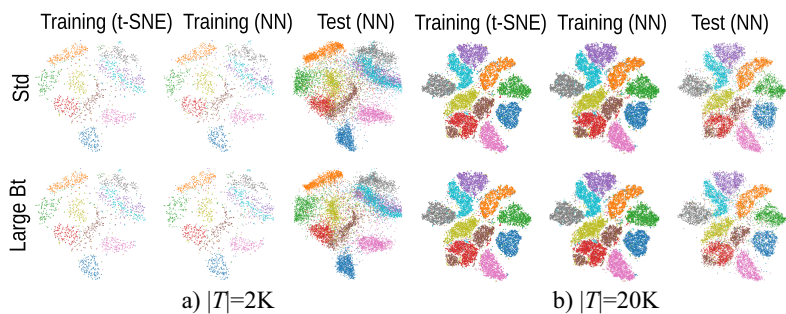 Training (t-SNE) Training (NN) Test (NN) Training (t-SNE) Training (NN) Test (NN)
Std
Large Bt
a) |T|=2K b) |T|=20K